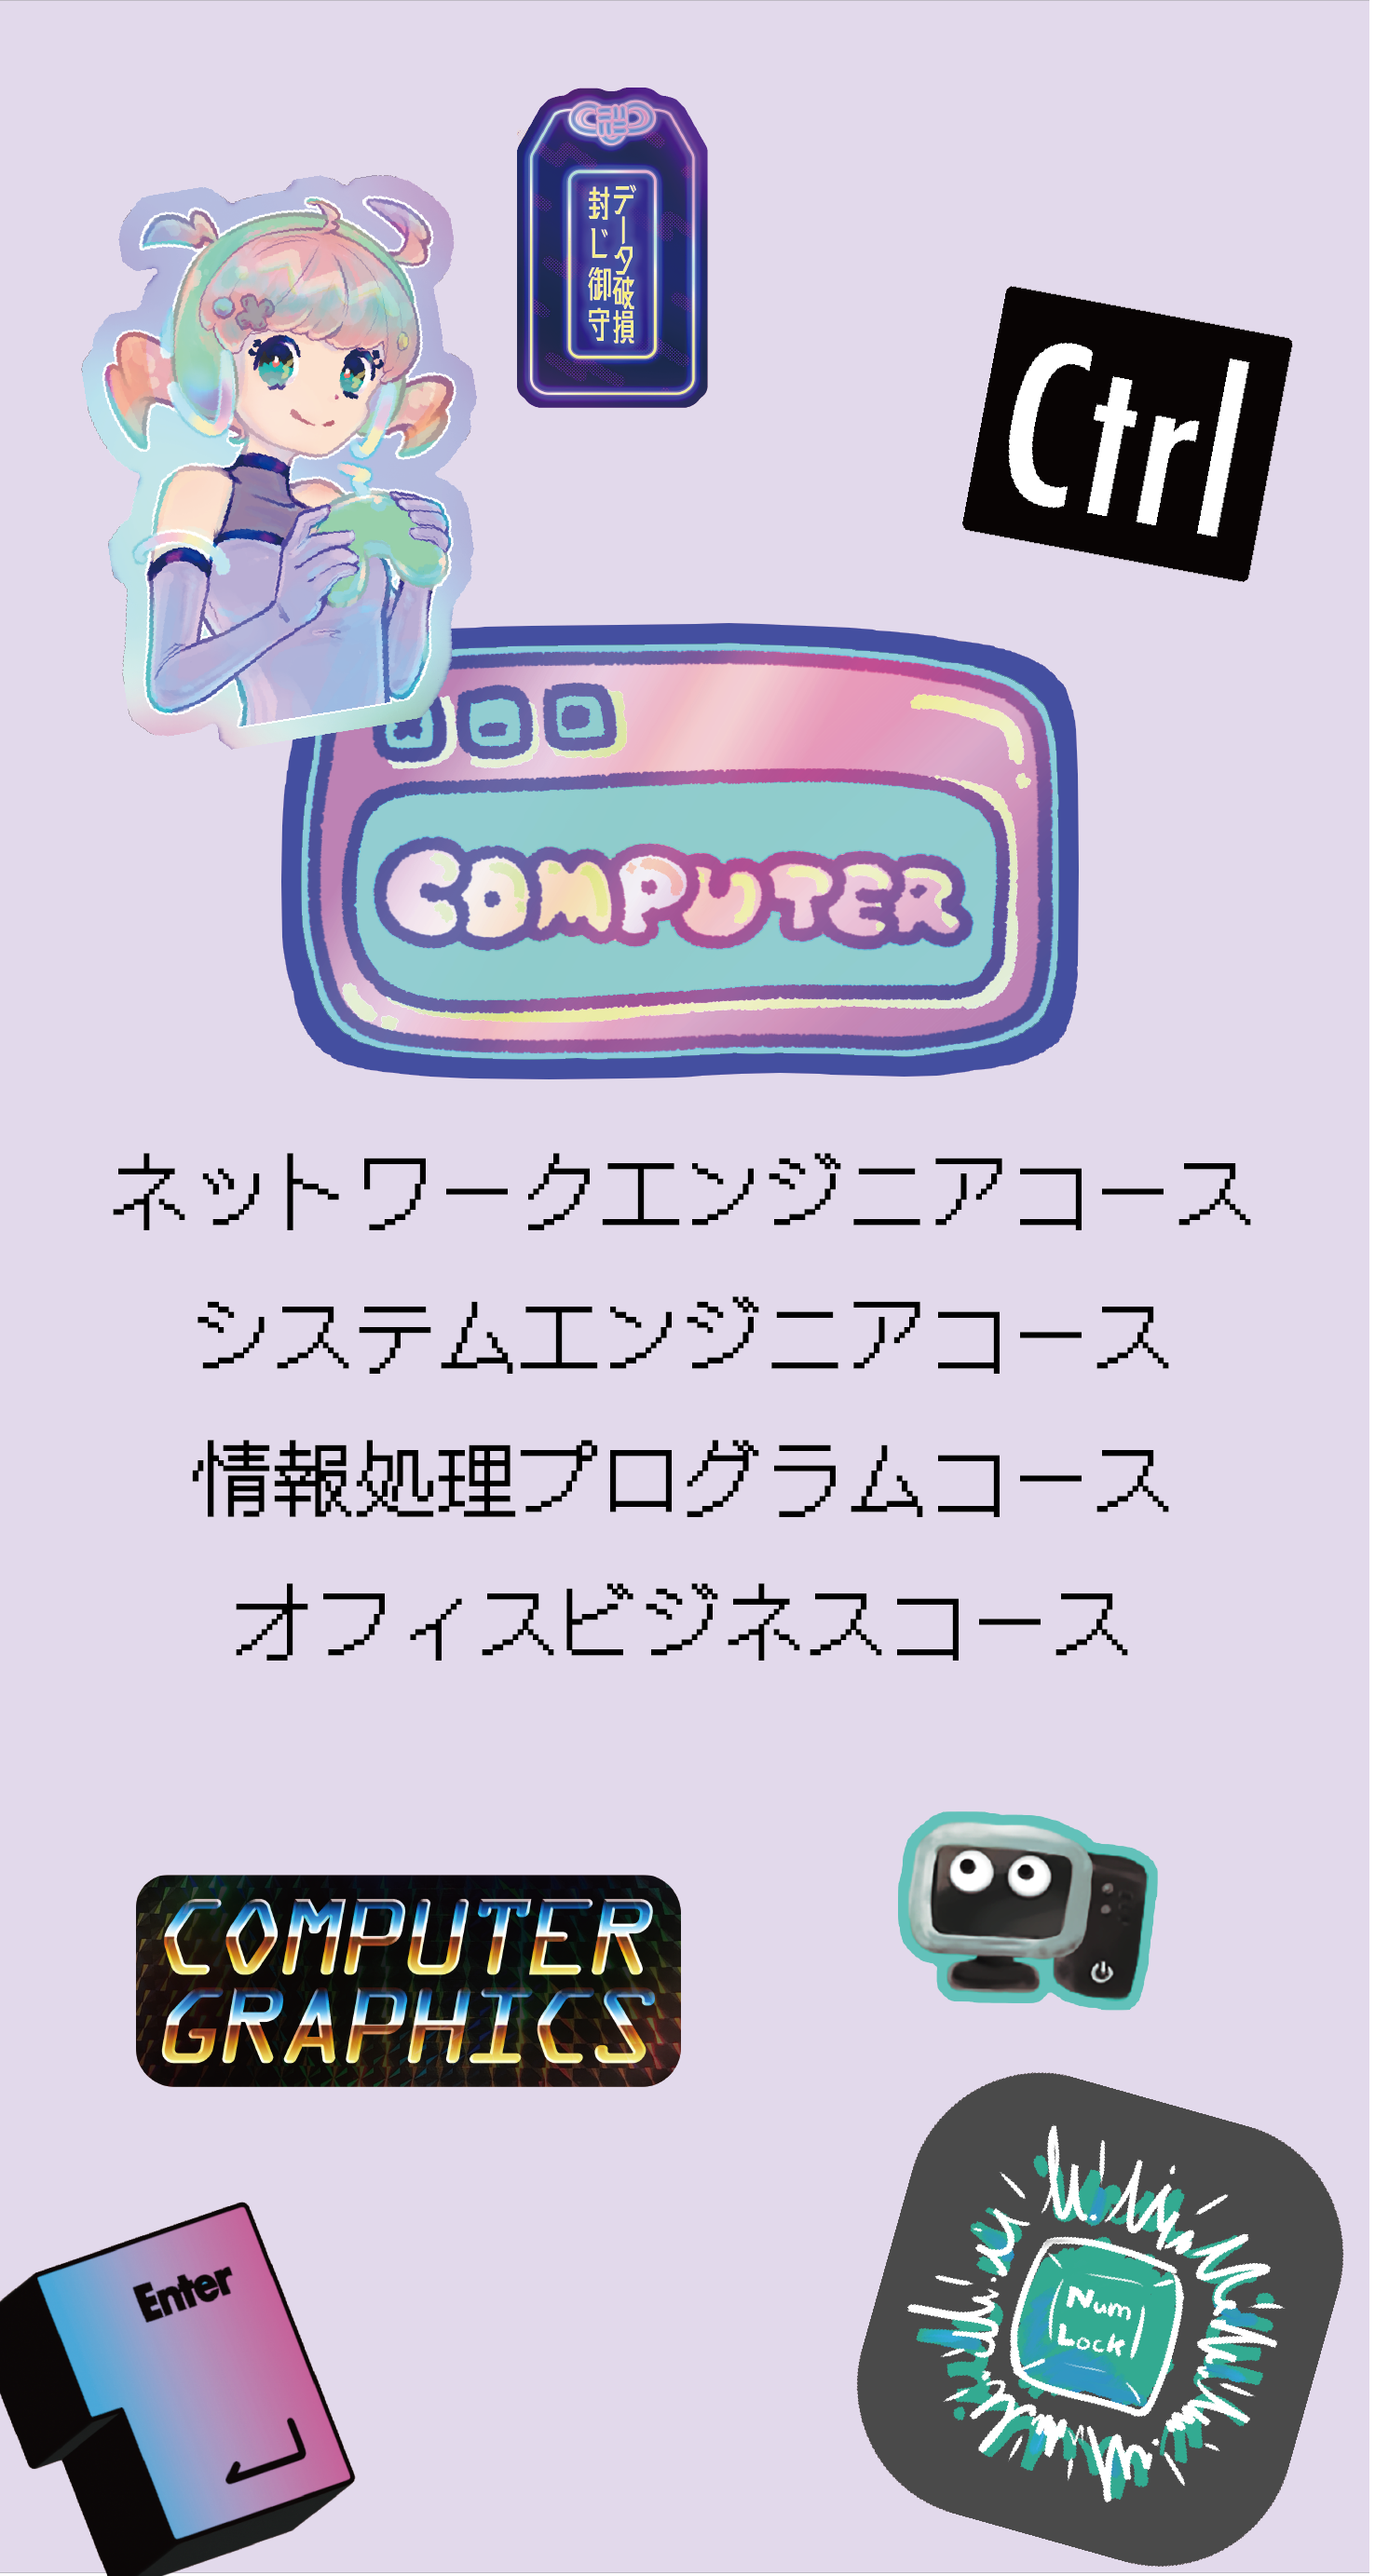 データ破損
封じ御守
Ctrl
COMPUTER
ネットワークエンジニアコース
システムエンジニアコース
情報処理プログラムコース
オフィスビジネスコース
COMPUTER
GRAPHICS
Enter
Num
Lock